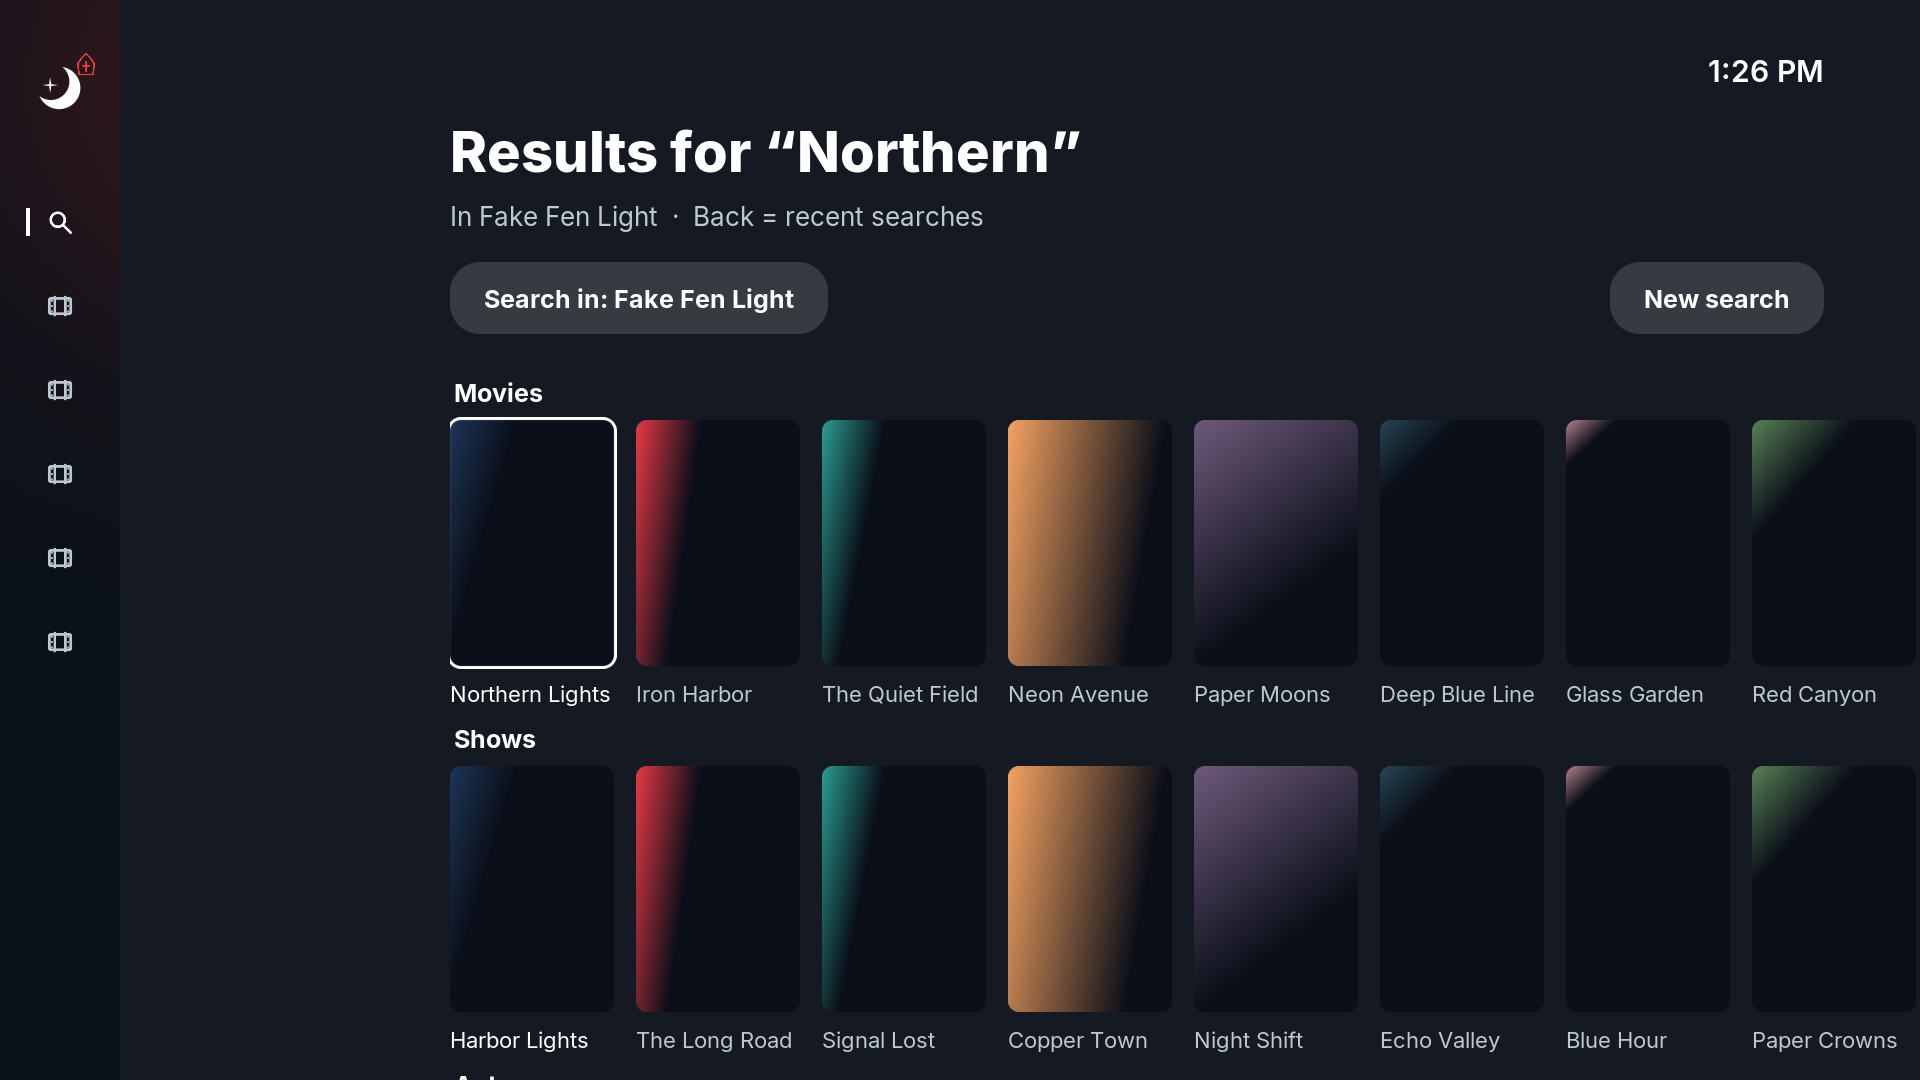 1:26 PM
Results for “Northern”
In Fake Fen Light · Back = recent searches
Search in: Fake Fen Light
New search
Movies
Northern Lights
Iron Harbor
The Quiet Field
Neon Avenue
Paper Moons
Deep Blue Line
Glass Garden
Red Canyon
Shows
Harbor Lights
The Long Road
Signal Lost
Copper Town
Night Shift
Echo Valley
Blue Hour
Paper Crowns